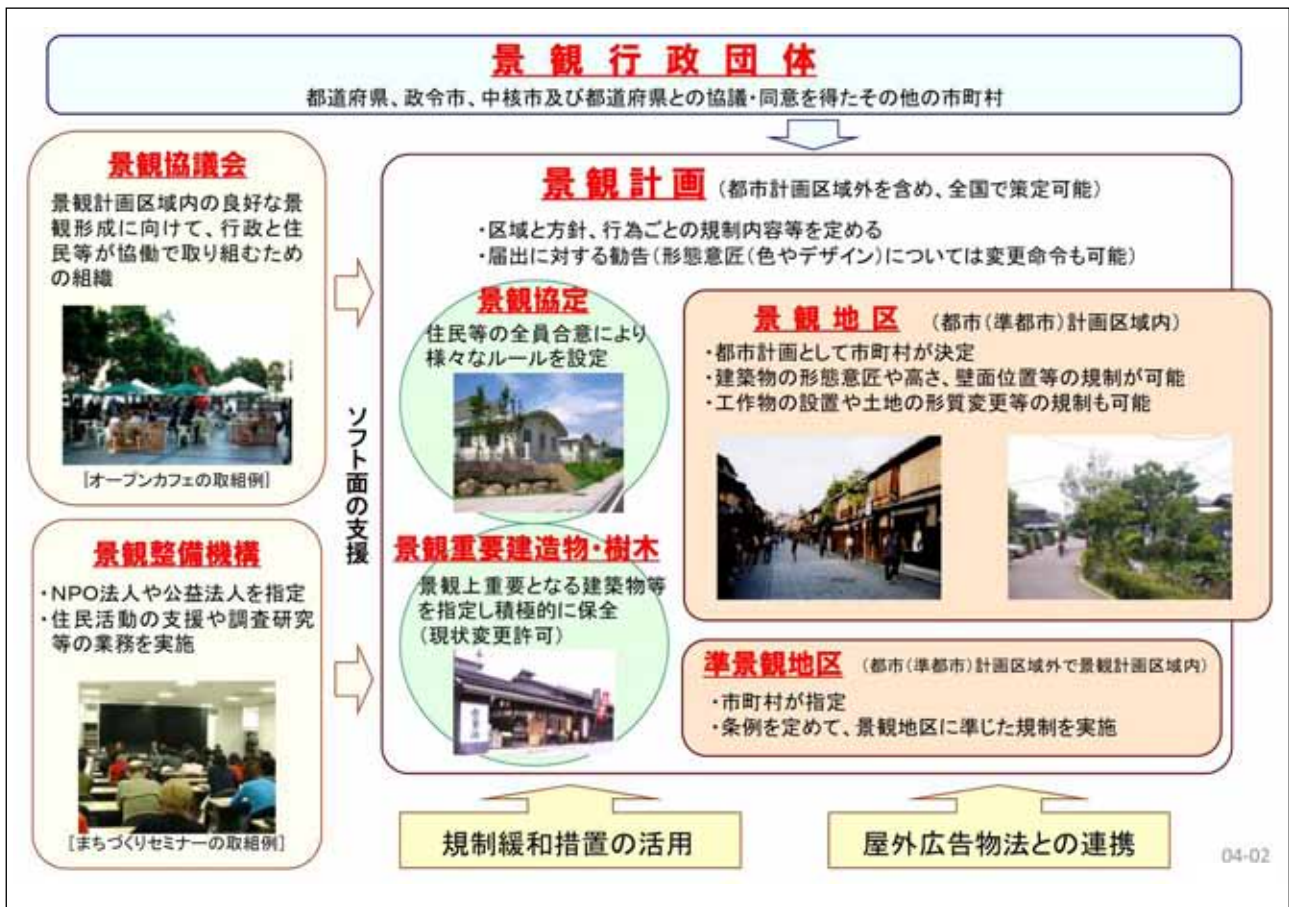 景観行政団体
都道府県、政令市、中核市及び都道府県との協議・同意を得たその他の市町村
景観協議会
景観計画区域内の良好な景
観形成に向けて、行政と住
民等が協働で取り組むため
の組織
[オープンカフェの取組例]
景観整備機構
・NPO法人や公益法人を指定
・住民活動の支援や調査研究
等の業務を実施
[まちづくりセミナーの取組例]
ソフト面の支援
景観計画 (都市計画区域外を含め、全国で策定可能)
・区域と方針、行為ごとの規制内容等を定める
・届出に対する勧告(形態意匠(色やデザイン)については変更命令も可能)
景観協定
住民等の全員合意により
様々なルールを設定
景観重要建造物・樹木
景観上重要となる建築物等
を指定し積極的に保全
(現状変更許可)
景観地区 (都市(準都市)計画区域内)
・都市計画として市町村が決定
・建築物の形態意匠や高さ、壁面位置等の規制が可能
・工作物の設置や土地の形質変更等の規制も可能
準景観地区 (都市(準都市)計画区域外で景観計画区域内)
・市町村が指定
・条例を定めて、景観地区に準じた規制を実施
規制緩和措置の活用
屋外広告物法との連携
04-02